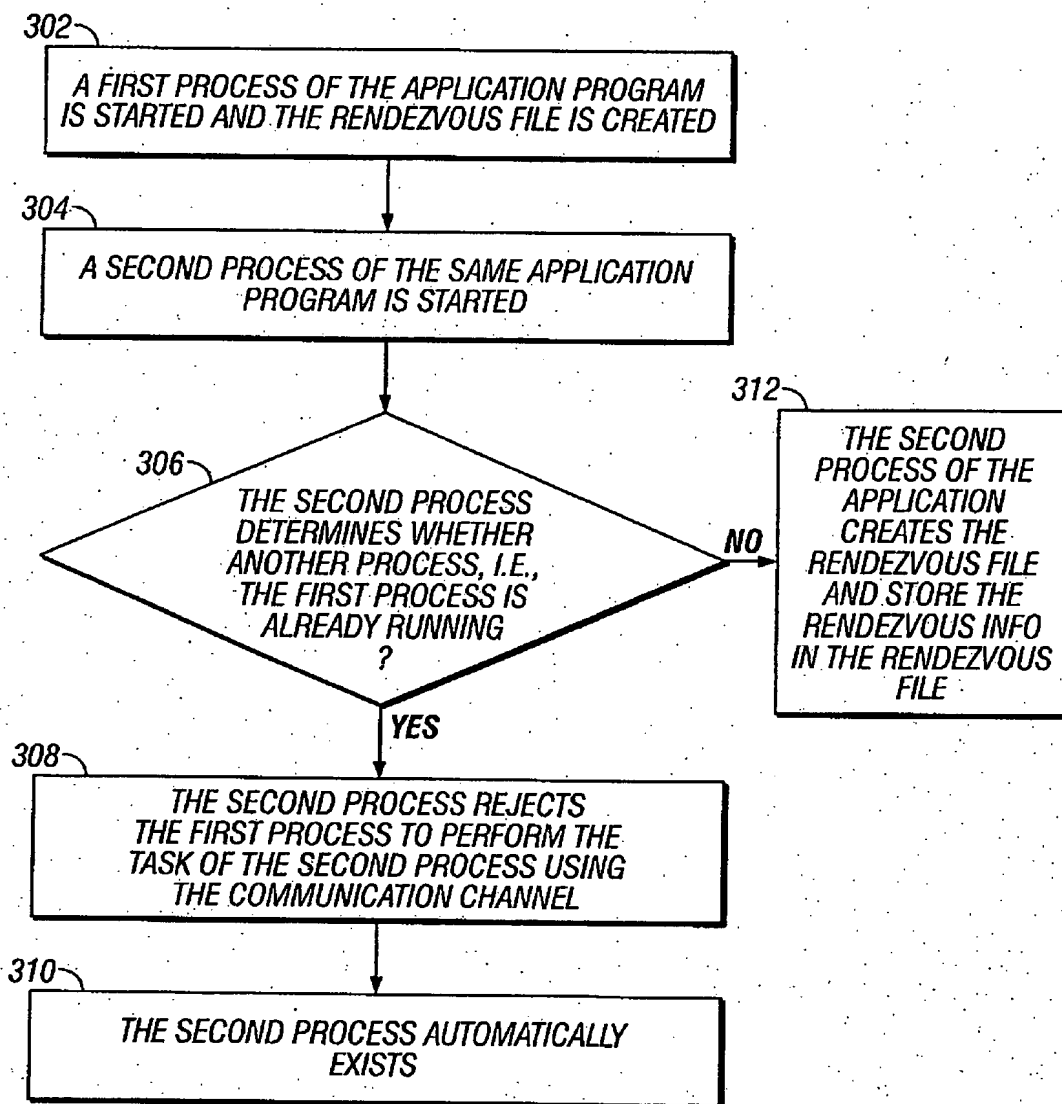 302
A FIRST PROCESS OF THE APPLICATION PROGRAM
IS STARTED AND THE RENDEZVOUS FILE IS CREATED
304
A SECOND PROCESS OF THE SAME APPLICATION
PROGRAM IS STARTED
306
THE SECOND PROCESS
DETERMINES WHETHER
ANOTHER PROCESS, I.E.,
THE FIRST PROCESS IS
ALREADY RUNNING
?
NO
312
THE SECOND
PROCESS OF THE
APPLICATION
CREATES THE
RENDEZVOUS FILE
AND STORE THE
RENDEZVOUS INFO
IN THE RENDEZVOUS
FILE
YES
308
THE SECOND PROCESS REJECTS
THE FIRST PROCESS TO PERFORM THE
TASK OF THE SECOND PROCESS USING
THE COMMUNICATION CHANNEL
310
THE SECOND PROCESS AUTOMATICALLY
EXISTS